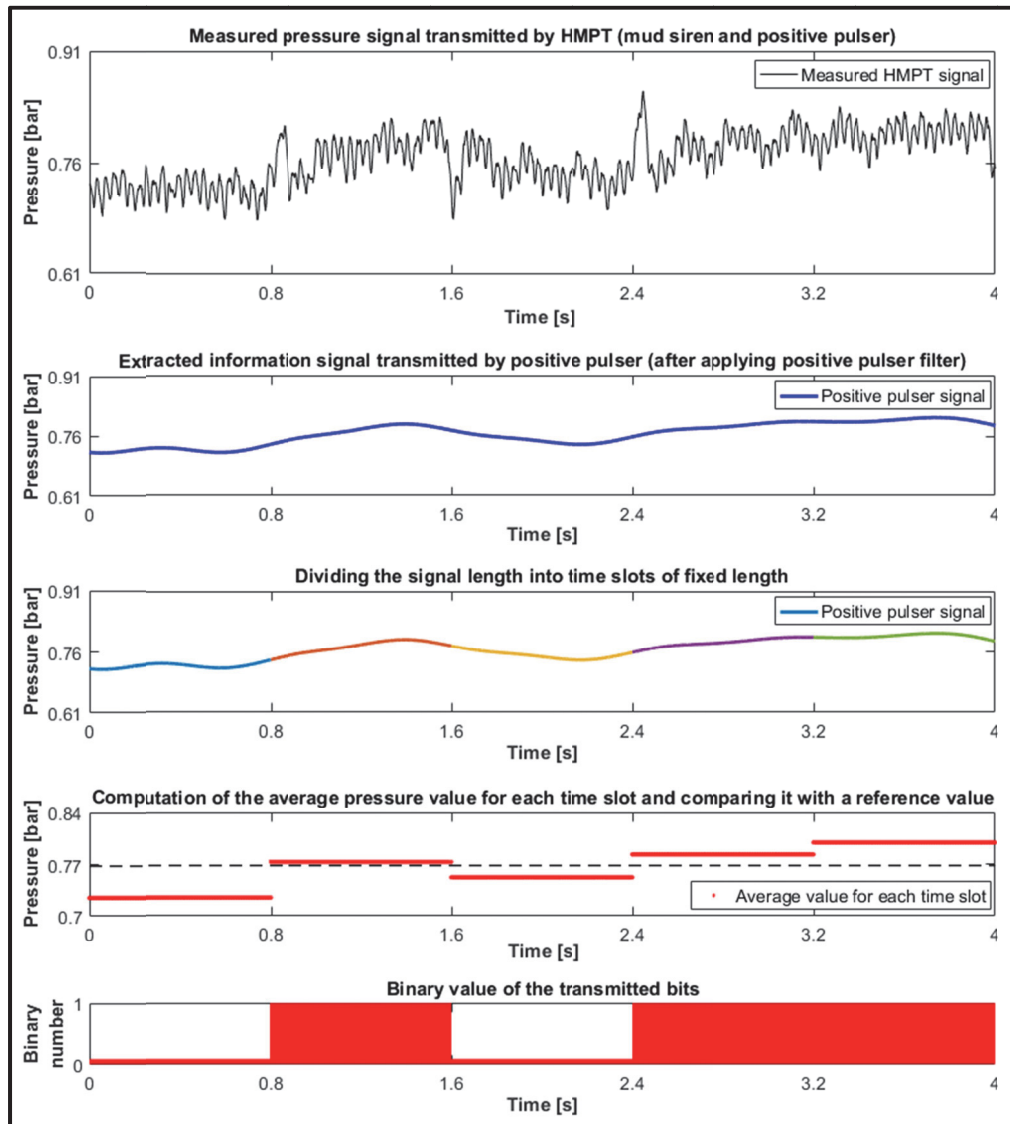 Measured pressure signal transmitted by HMPT (mud siren and positive pulser)
Pressure [bar]
0.91
0.76
0.61
Measured HMPT signal
0 0.8 1.6 2.4 3.2 4
Time [s]
Extracted information signal transmitted by positive pulser (after applying positive pulser filter)
Pressure [bar]
0.91
0.76
0.61
Positive pulser signal
0 0.8 1.6 2.4 3.2 4
Time [s]
Dividing the signal length into time slots of fixed length
Pressure [bar]
0.91
0.76
0.61
Positive pulser signal
0 0.8 1.6 2.4 3.2 4
Time [s]
Computation of the average pressure value for each time slot and comparing it with a reference value
Pressure [bar]
0.84
0.77
0.7
Average value for each time slot
0 0.8 1.6 2.4 3.2 4
Time [s]
Binary value of the transmitted bits
Binary
number
1
0
0 0.8 1.6 2.4 3.2 4
Time [s]